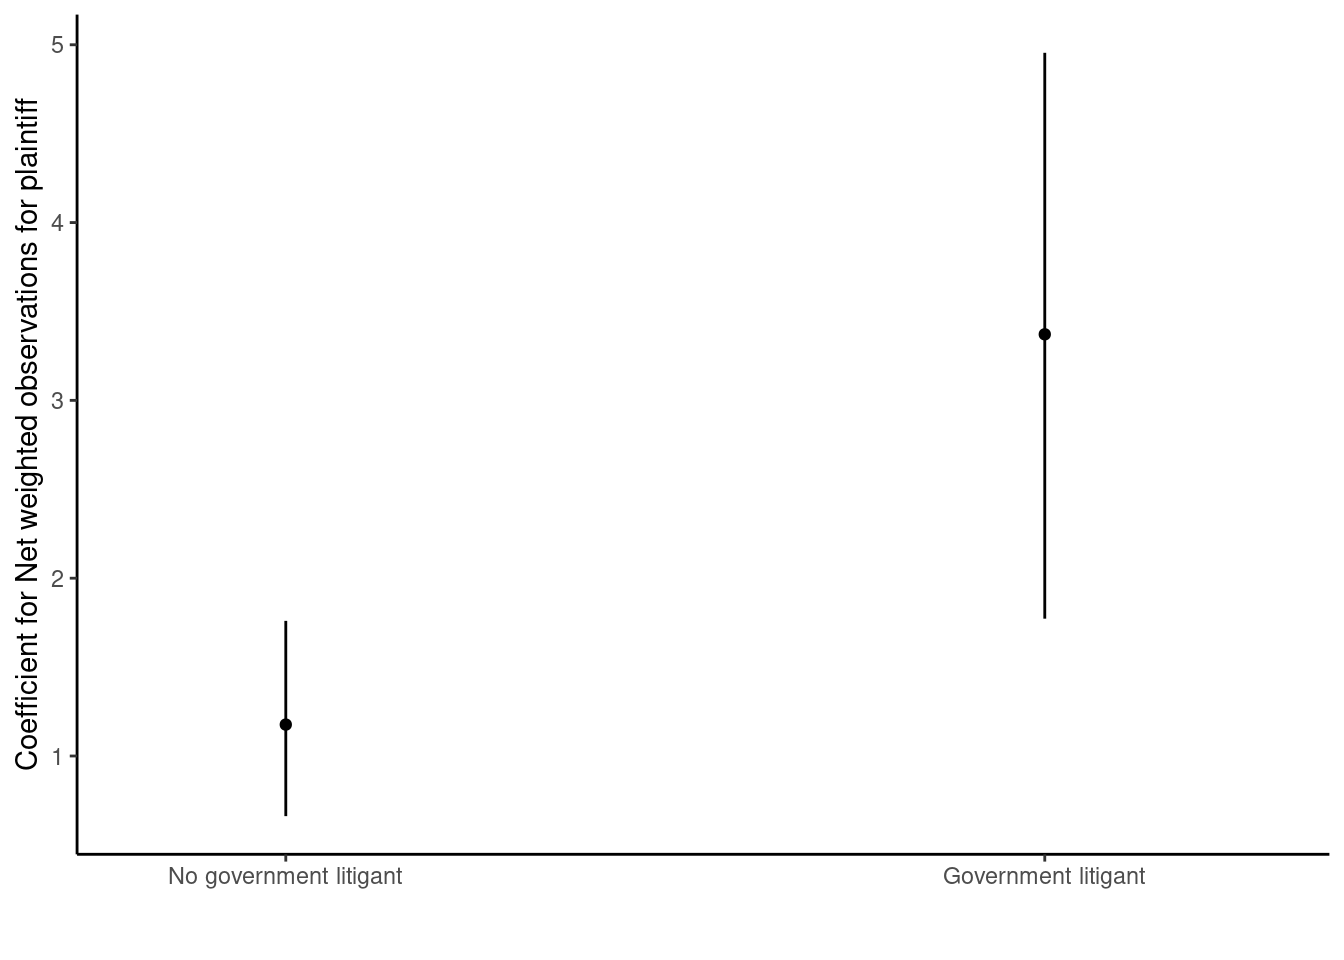 Coefficient for Net weighted observations for plaintiff
5
4
3
2
1
No government litigant
Government litigant